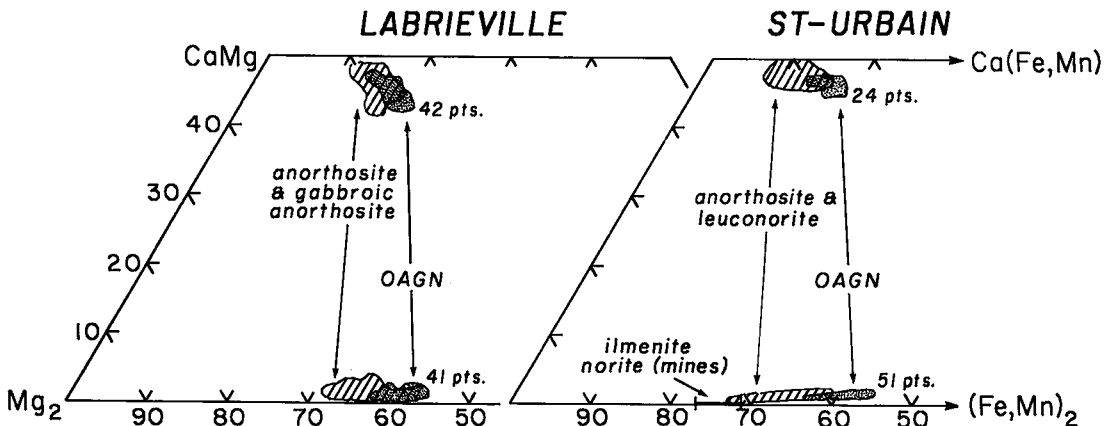 LABRIEVILLE
ST-URBAIN
CaMg
Ca(Fe,Mn)
42 pts.
24 pts.
40
30
20
10
anorthosite
& gabbroic
anorthosite
OAGN
anorthosite &
leuconorite
OAGN
ilmenite
norite (mines)
41 pts.
51 pts.
Mg2
(Fe,Mn)2
90
80
70
60
50
90
80
70
60
50